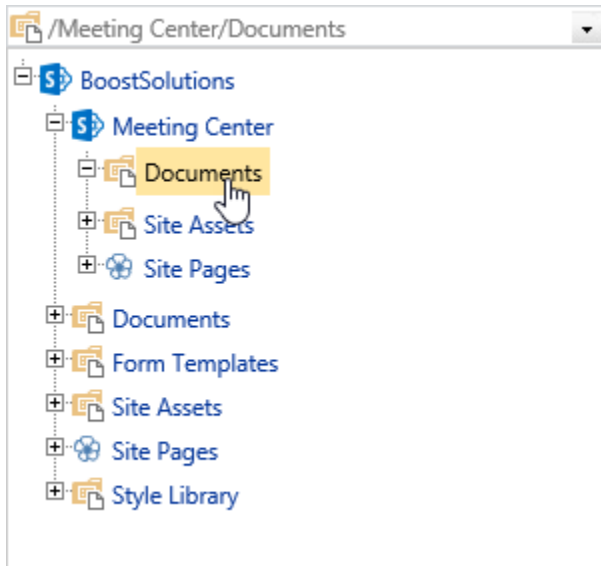 /Meeting Center/Documents
BoostSolutions
Meeting Center
Documents
Site Assets
Site Pages
Documents
Form Templates
Site Assets
Site Pages
Style Library